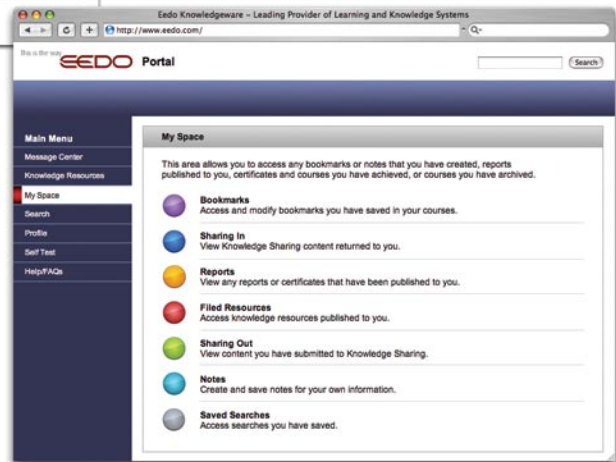 Eedo Knowledgeware – Leading Provider of Learning and Knowledge Systems
http://www.eedo.com/
Q-
this is the way EEDO Portal
Search
Main Menu
Message Center
Knowledge Resources
My Space
Search
Profile
Self Test
Help/FAQs
My Space
This area allows you to access any bookmarks or notes that you have created, reports
published to you, certificates and courses you have achieved, or courses you have archived.
Bookmarks
Access and modify bookmarks you have saved in your courses.
Sharing In
View Knowledge Sharing content returned to you.
Reports
View any reports or certificates that have been published to you.
Filed Resources
Access knowledge resources published to you.
Sharing Out
View content you have submitted to Knowledge Sharing.
Notes
Create and save notes for your own information.
Saved Searches
Access searches you have saved.